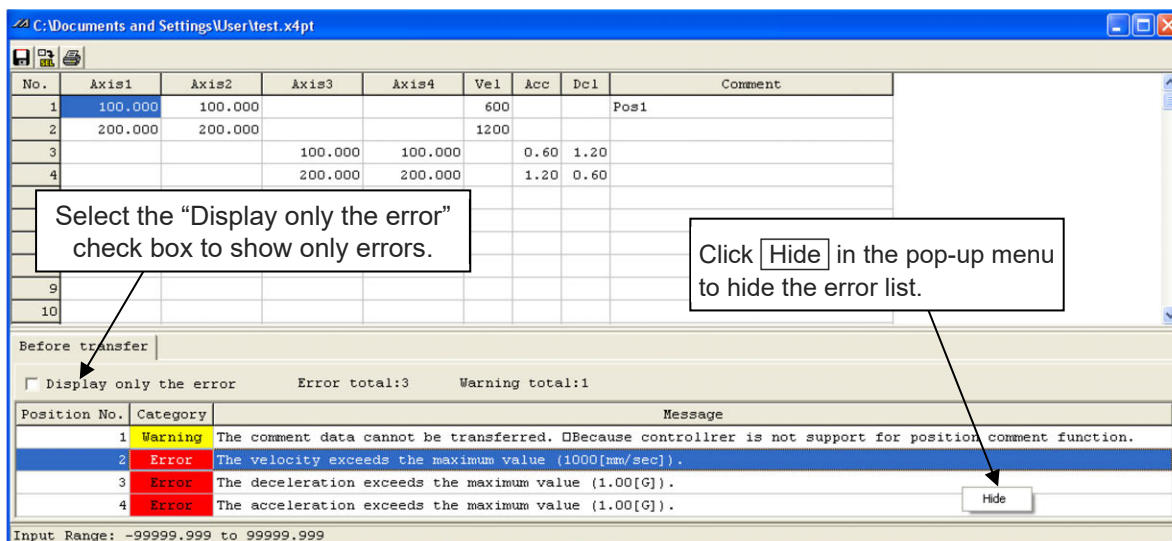 C:\Documents and Settings\User\test.x4pt
SEL
No. Axis1 Axis2 Axis3 Axis4 Vel Acc Dcl Comment
1 100.000 100.000 600 Pos1
2 200.000 200.000 1200
3 100.000 100.000 0.60 1.20
4 200.000 200.000 1.20 0.60
Select the “Display only the error”
check box to show only errors.
Click Hide in the pop-up menu
to hide the error list.
9
10
Before transfer
Display only the error Error total:3 Warning total:1
Position No. Category Message
1 Warning The comment data cannot be transferred. □Because controllrer is not support for position comment function.
2 Error The velocity exceeds the maximum value (1000[mm/sec]).
3 Error The deceleration exceeds the maximum value (1.00[G]).
4 Error The acceleration exceeds the maximum value (1.00[G]).
Hide
Input Range: -99999.999 to 99999.999